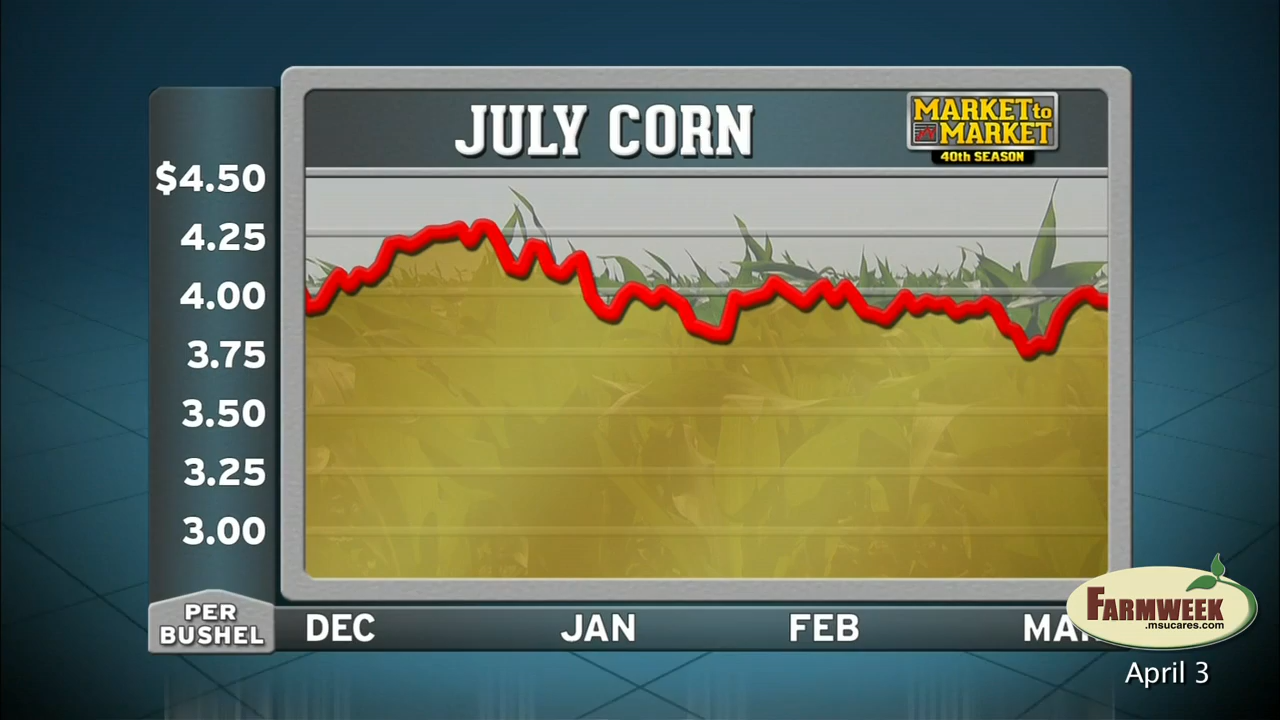 JULY CORN
MARKET to
MARKET
40th SEASON
$4.50
4.25
4.00
3.75
3.50
3.25
3.00
PER
BUSHEL
DEC JAN FEB
FARMWEEK
.msucares.com
April 3